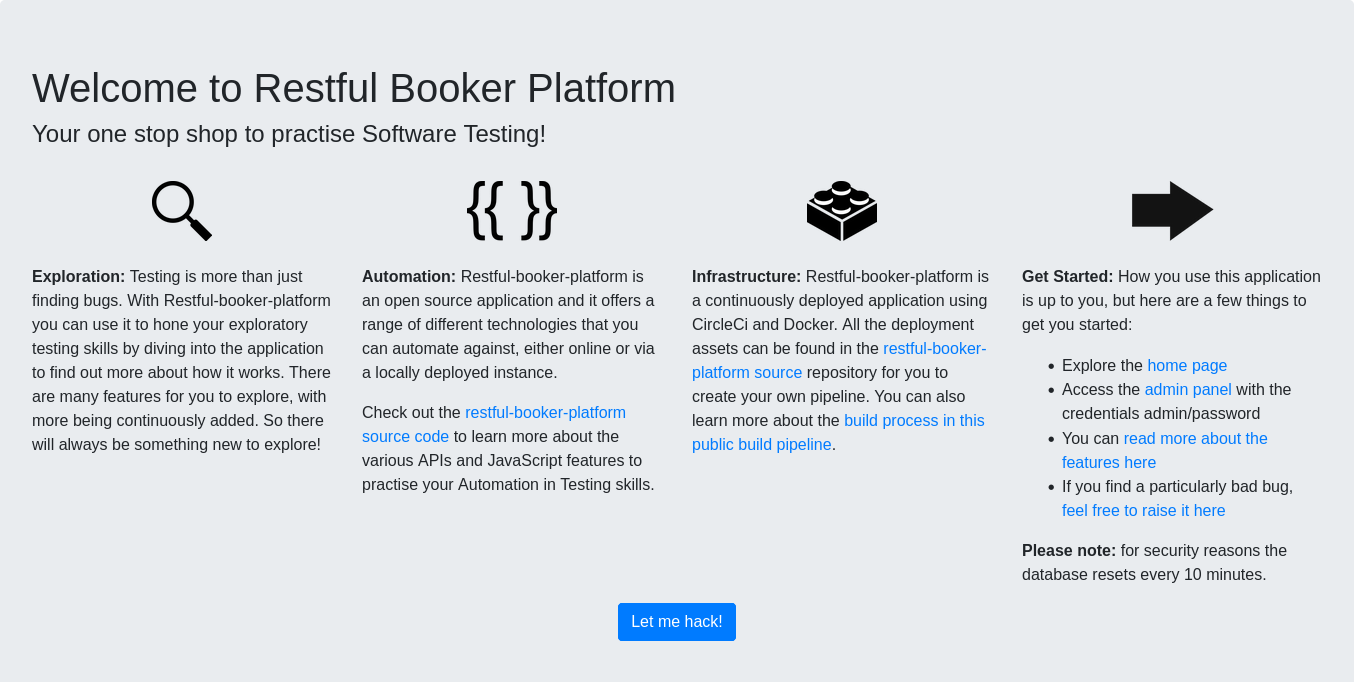 Welcome to Restful Booker Platform
Your one stop shop to practise Software Testing!
{{ }}
Exploration: Testing is more than just
finding bugs. With Restful-booker-platform
you can use it to hone your exploratory
testing skills by diving into the application
to find out more about how it works. There
are many features for you to explore, with
more being continuously added. So there
will always be something new to explore!
Automation: Restful-booker-platform is
an open source application and it offers a
range of different technologies that you
can automate against, either online or via
a locally deployed instance.
Check out the restful-booker-platform
source code to learn more about the
various APIs and JavaScript features to
practise your Automation in Testing skills.
Infrastructure: Restful-booker-platform is
a continuously deployed application using
CircleCi and Docker. All the deployment
assets can be found in the restful-booker-
platform source repository for you to
create your own pipeline. You can also
learn more about the build process in this
public build pipeline.
Get Started: How you use this application
is up to you, but here are a few things to
get you started:
• Explore the home page
• Access the admin panel with the
credentials admin/password
• You can read more about the
features here
• If you find a particularly bad bug,
feel free to raise it here
Please note: for security reasons the
database resets every 10 minutes.
Let me hack!